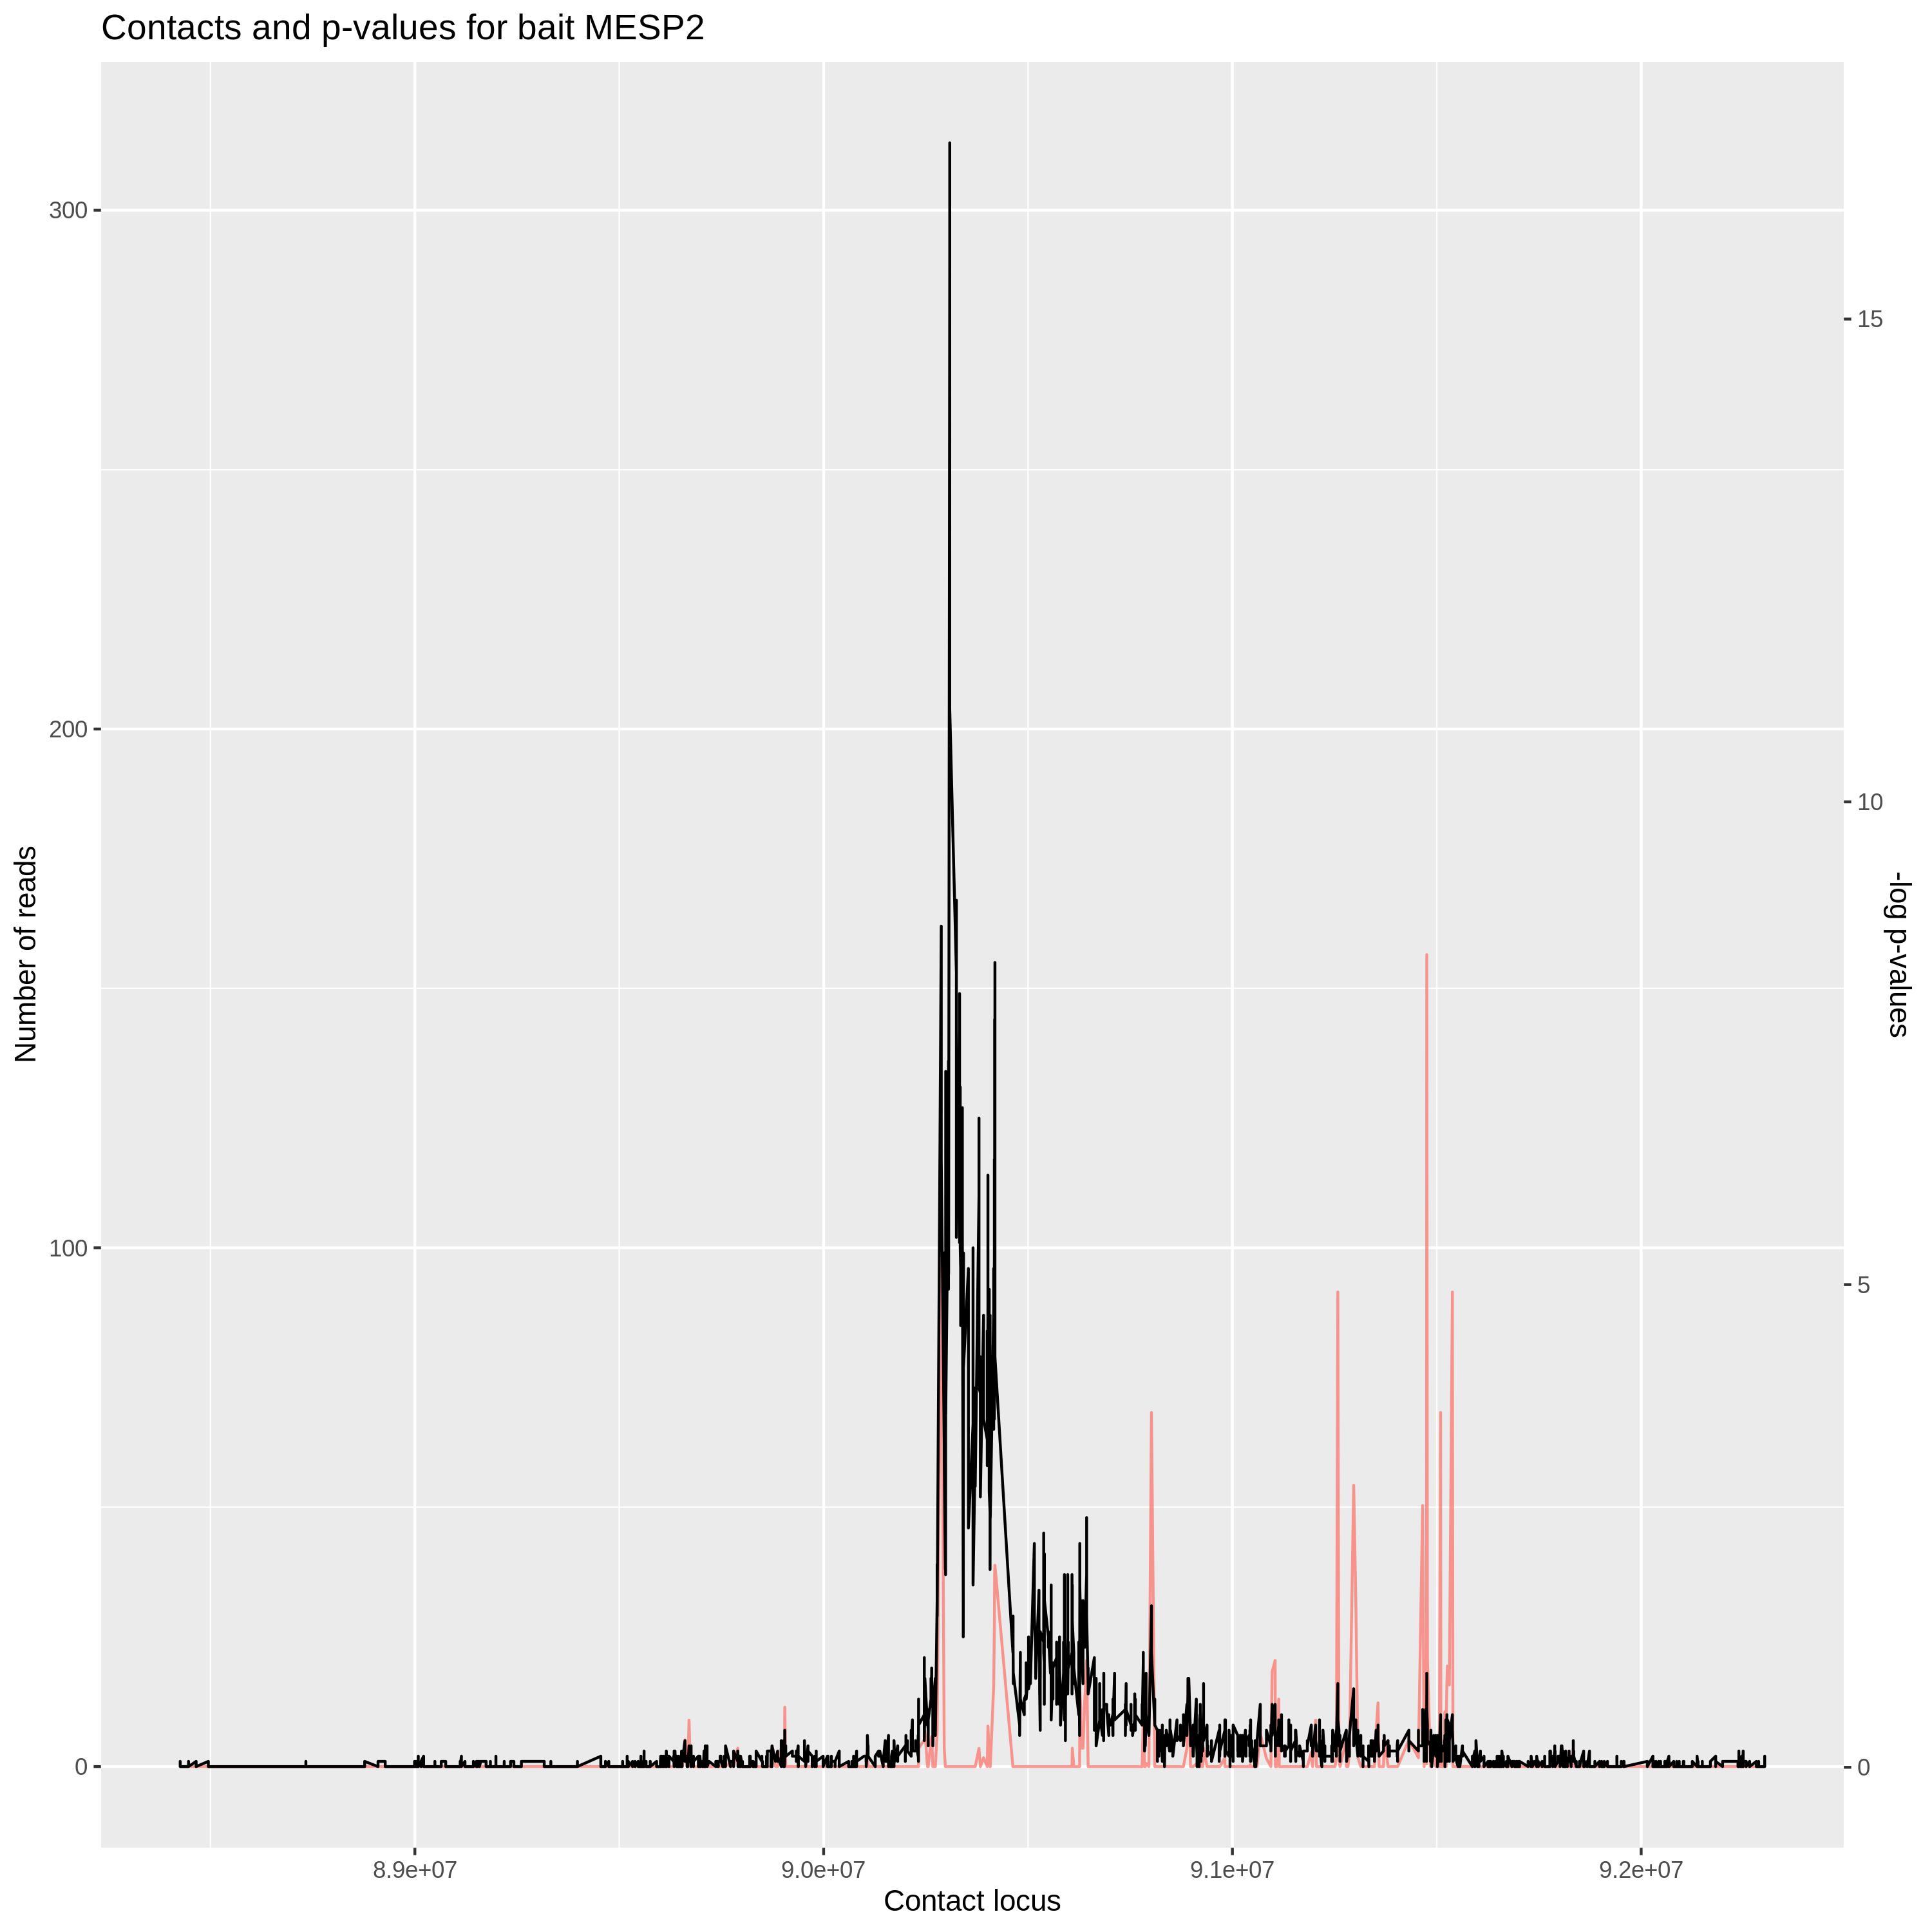 Contacts and p-values for bait MESP2
300
200
100
0
Number of reads
15
10
5
0
-log p-values
8.9e+07
9.0e+07
9.1e+07
9.2e+07
Contact locus